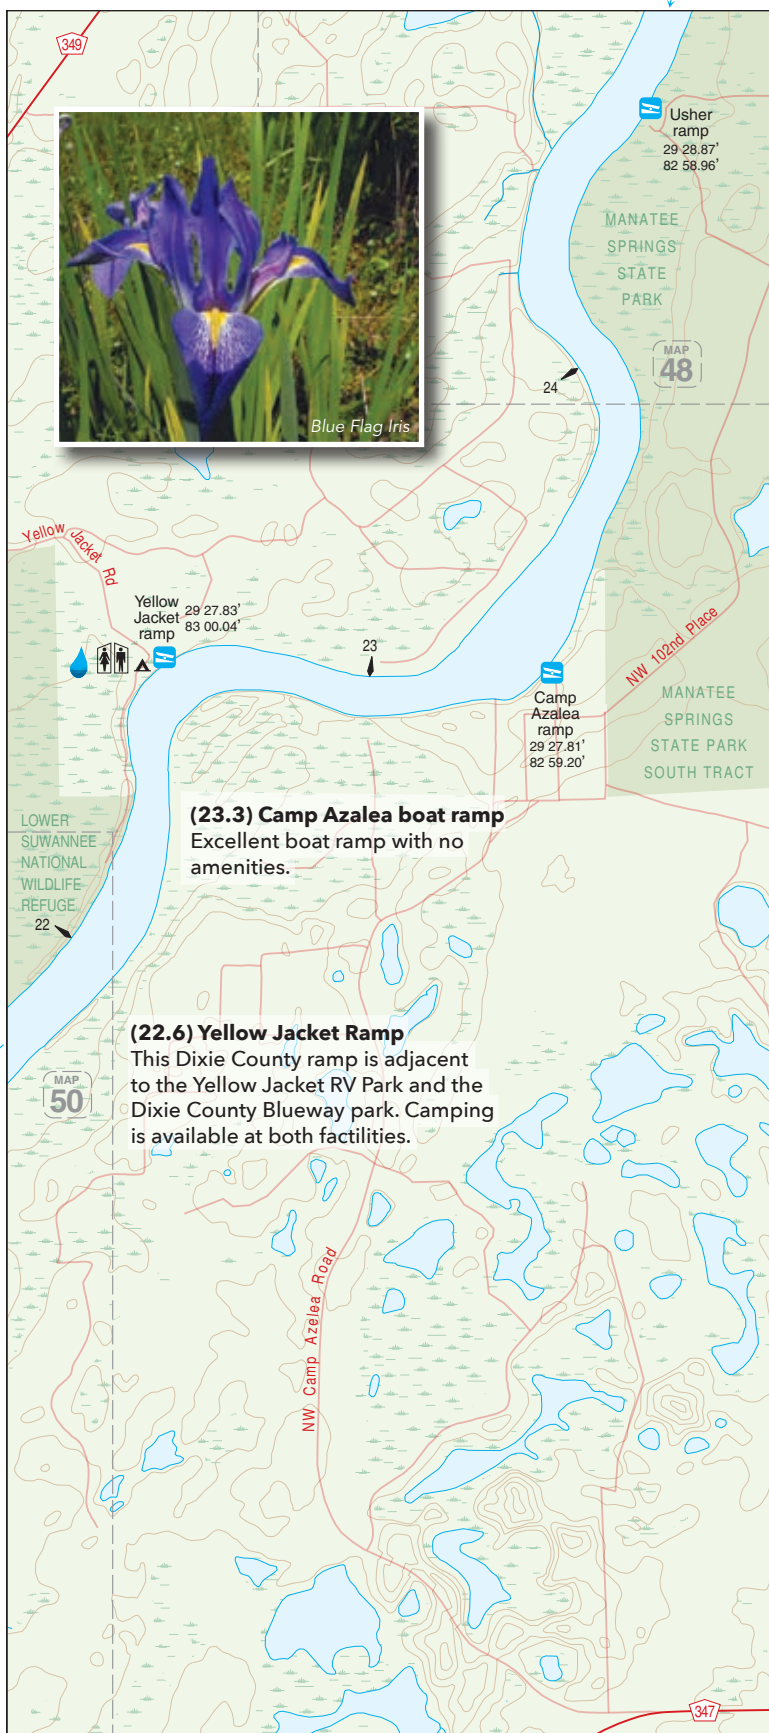 349
Usher
ramp
29 28.87'
82 58.96'
MANATEE
SPRINGS
STATE
PARK
MAP
48
24
Blue Flag Iris
Yellow Jacket Rd
Yellow
Jacket
ramp
29 27.83'
83 00.04'
23
NW 102nd Place
Camp
Azalea
ramp
29 27.81'
82 59.20'
MANATEE
SPRINGS
STATE PARK
SOUTH TRACT
(23.3) Camp Azalea boat ramp
Excellent boat ramp with no
amenities.
LOWER
SUWANNEE
NATIONAL
WILDLIFE
REFUGE
22
(22.6) Yellow Jacket Ramp
This Dixie County ramp is adjacent
to the Yellow Jacket RV Park and the
Dixie County Blueway park. Camping
is available at both factilities.
MAP
50
NW Camp Azelea Road
347